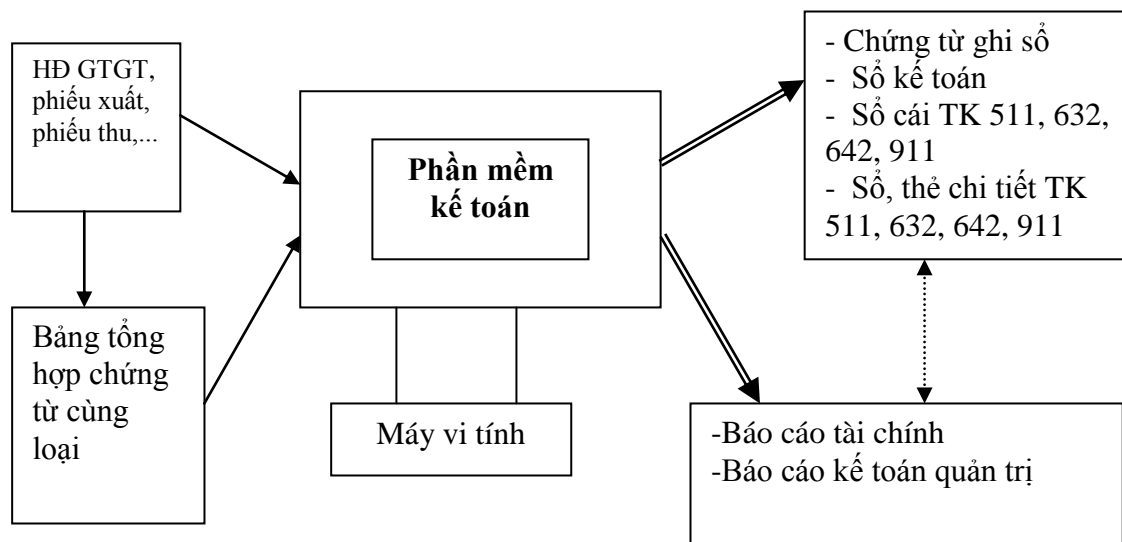 HĐ GTGT,
phiếu xuất,
phiếu thu,...
Bảng tổng
hợp chứng
từ cùng
loại
Phần mềm
kế toán
Máy vi tính
- Chứng từ ghi sổ
- Sổ kế toán
- Sổ cái TK 511, 632,
642, 911
- Sổ, thẻ chi tiết TK
511, 632, 642, 911
-Báo cáo tài chính
-Báo cáo kế toán quản trị